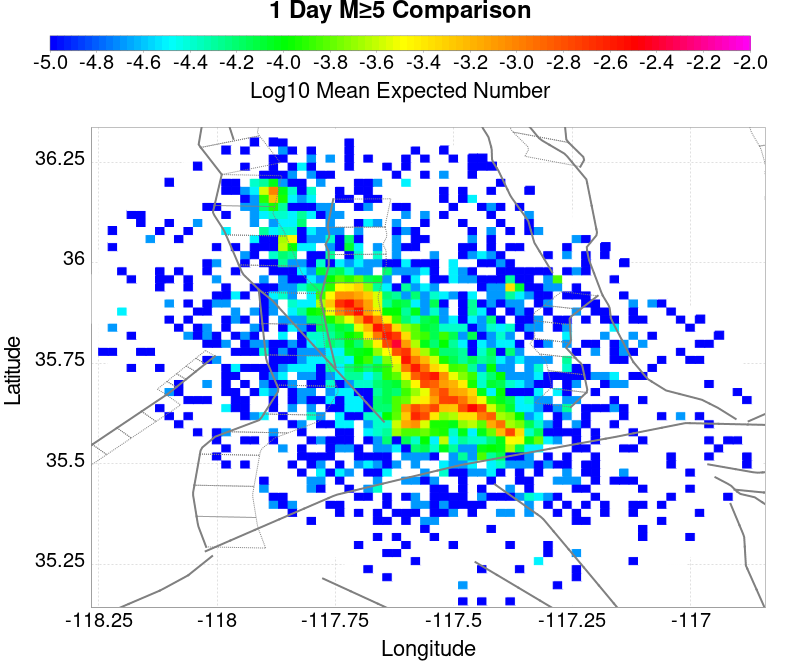 1 Day M≥5 Comparison
-5.0 -4.8 -4.6 -4.4 -4.2 -4.0 -3.8 -3.6 -3.4 -3.2 -3.0 -2.8 -2.6 -2.4 -2.2 -2.0
Log10 Mean Expected Number
36.25
36
35.75
35.5
35.25
Latitude
-118.25 -118 -117.75 -117.5 -117.25 -117
Longitude